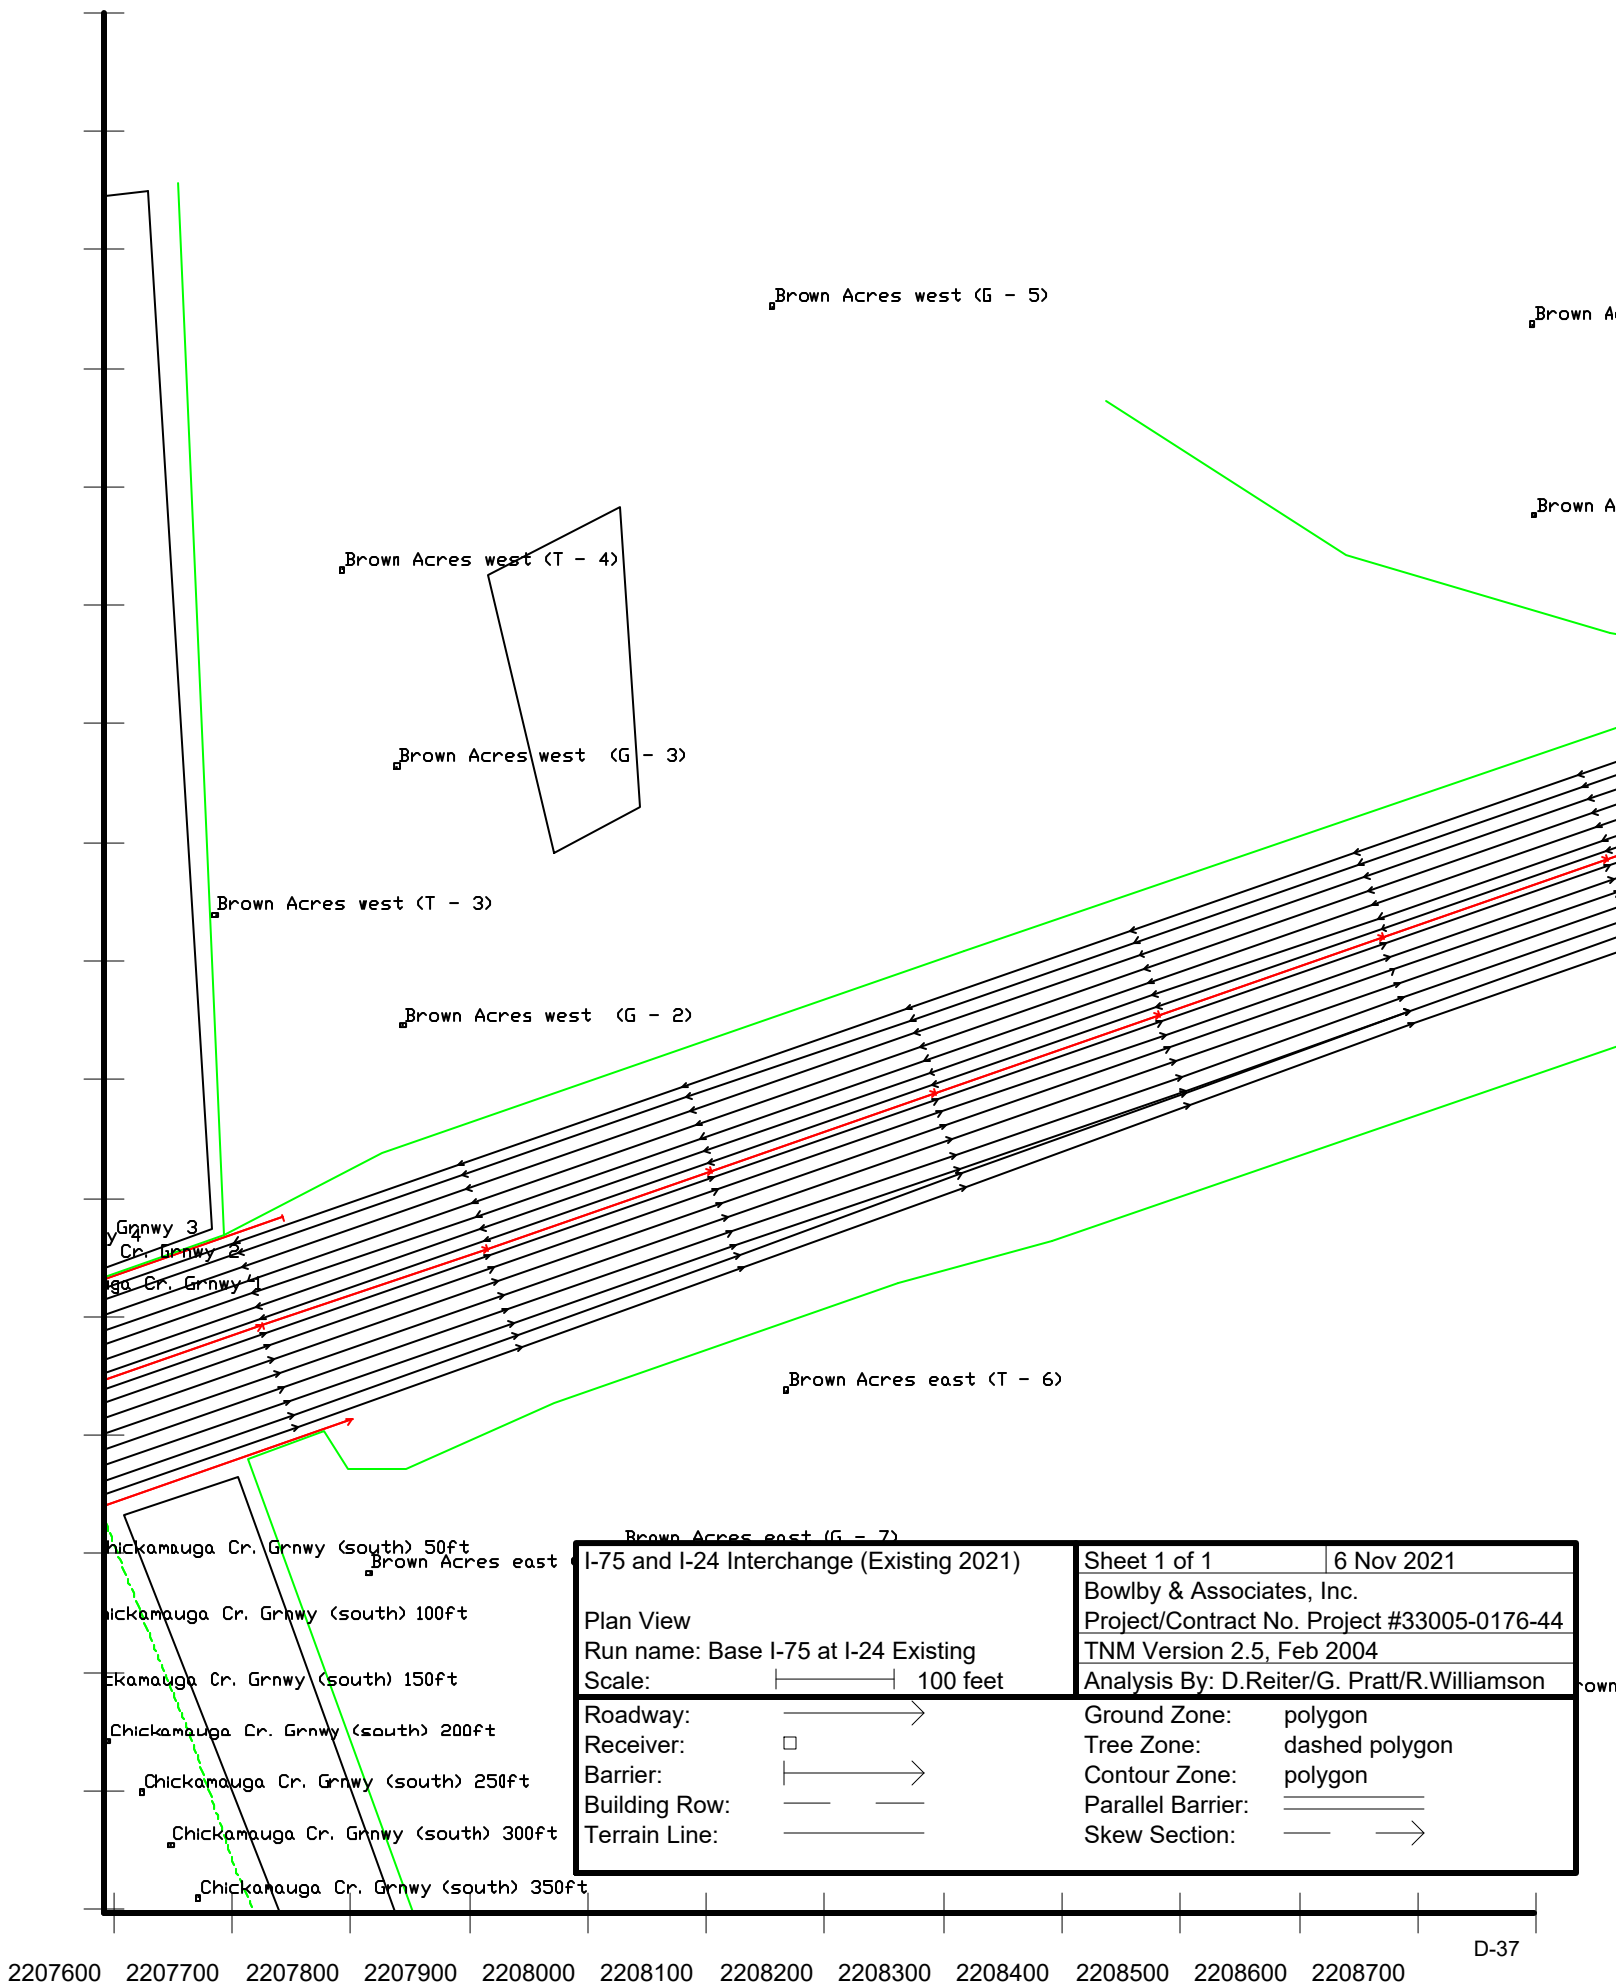 Brown Acres west (G - 5)
Brown A
Brown A
Brown Acres west (T - 4)
Brown Acres west (G - 3)
Brown Acres west (T - 3)
Brown Acres west (G - 2)
Grnwy 3
y 4
Cr. Grnwy 2
uga Cr. Grnwy 1
Brown Acres east (T - 6)
Brown Acres east (G - 7)
hickamauga Cr. Grnwy (south) 50ft
Brown Acres east (
ickamauga Cr. Grnwy (south) 100ft
ckamauga Cr. Grnwy (south) 150ft
rown
Chickamauga Cr. Grnwy (south) 200ft
Chickamauga Cr. Grnwy (south) 250ft
Chickamauga Cr. Grnwy (south) 300ft
Chickamauga Cr. Grnwy (south) 350ft
I-75 and I-24 Interchange (Existing 2021)
Plan View
Run name: Base I-75 at I-24 Existing
Scale: 100 feet
Sheet 1 of 1 6 Nov 2021
Bowlby & Associates, Inc.
Project/Contract No. Project #33005-0176-44
TNM Version 2.5, Feb 2004
Analysis By: D.Reiter/G. Pratt/R.Williamson
Roadway:
Receiver:
Barrier:
Building Row:
Terrain Line:
Ground Zone: polygon
Tree Zone: dashed polygon
Contour Zone: polygon
Parallel Barrier:
Skew Section:
D-37
2207600 2207700 2207800 2207900 2208000 2208100 2208200 2208300 2208400 2208500 2208600 2208700